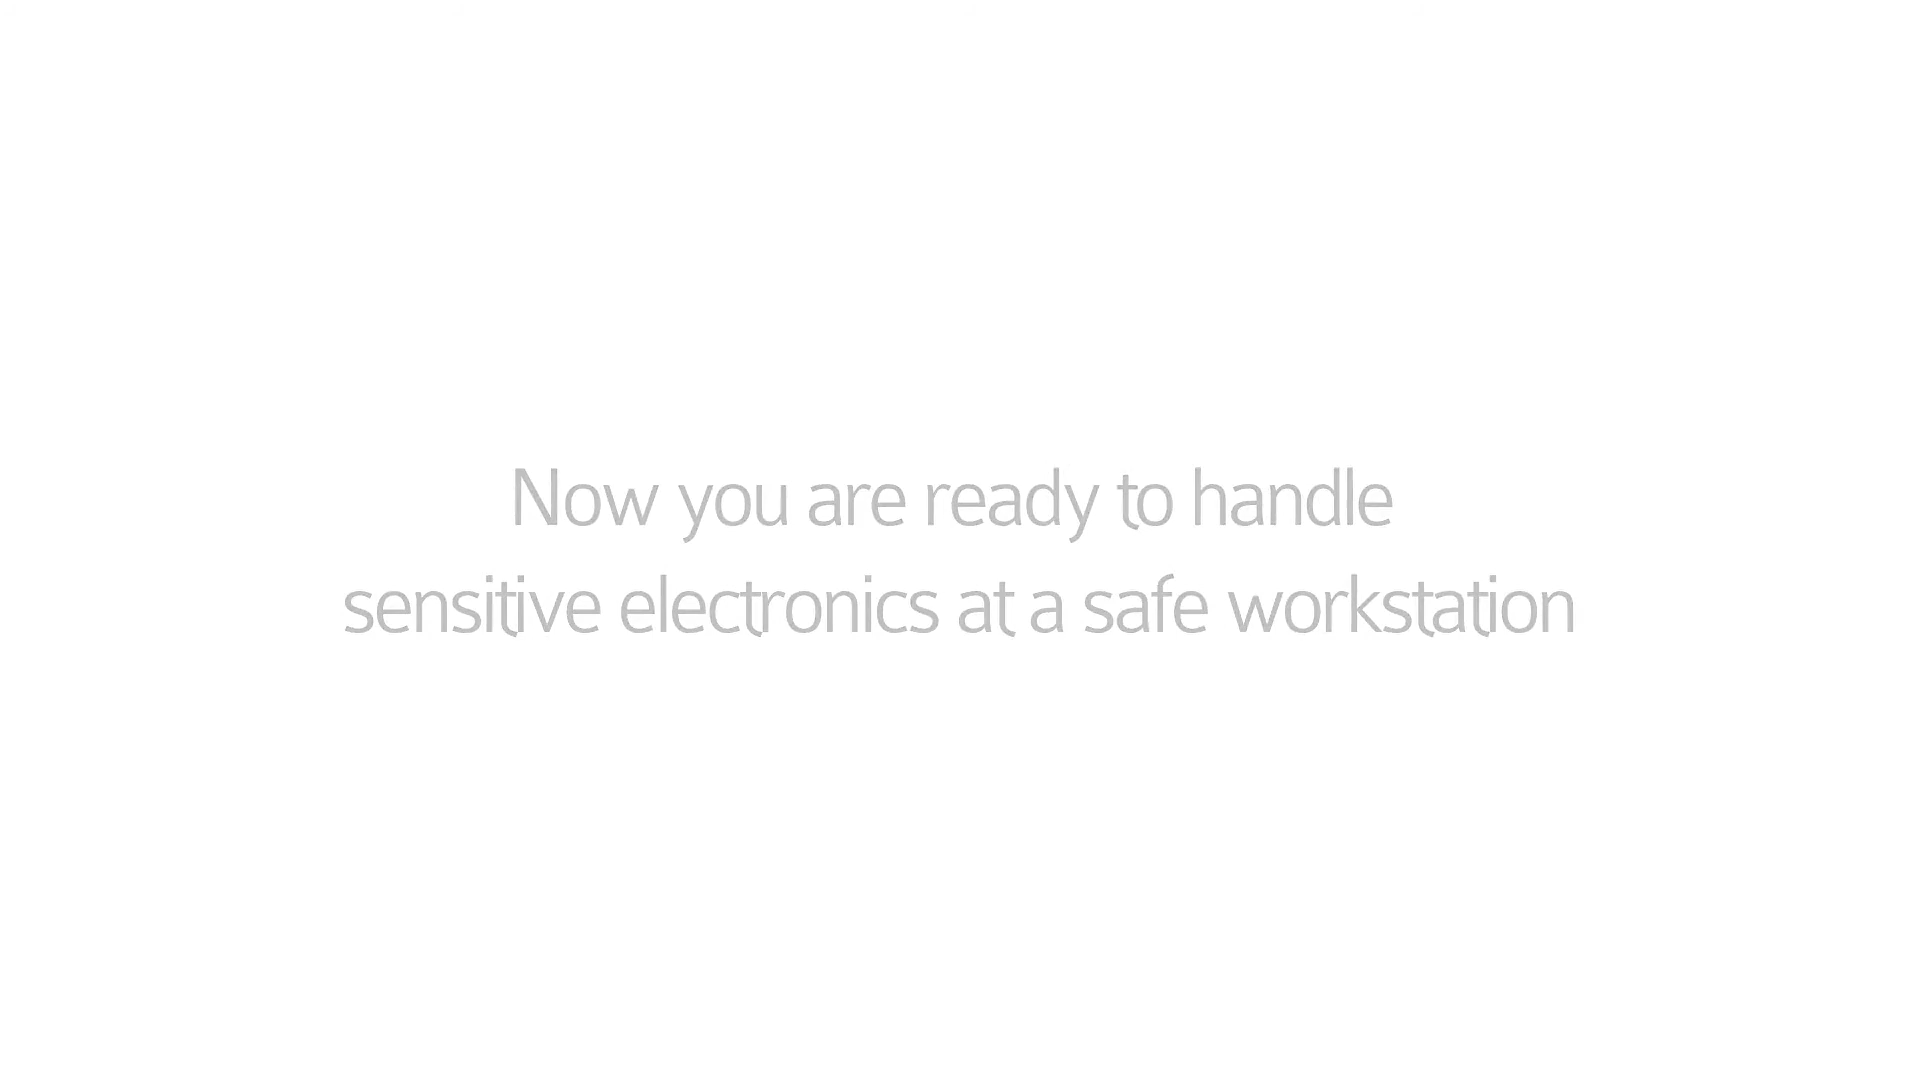 Now you are ready to handle
sensitive electronics at a safe workstation